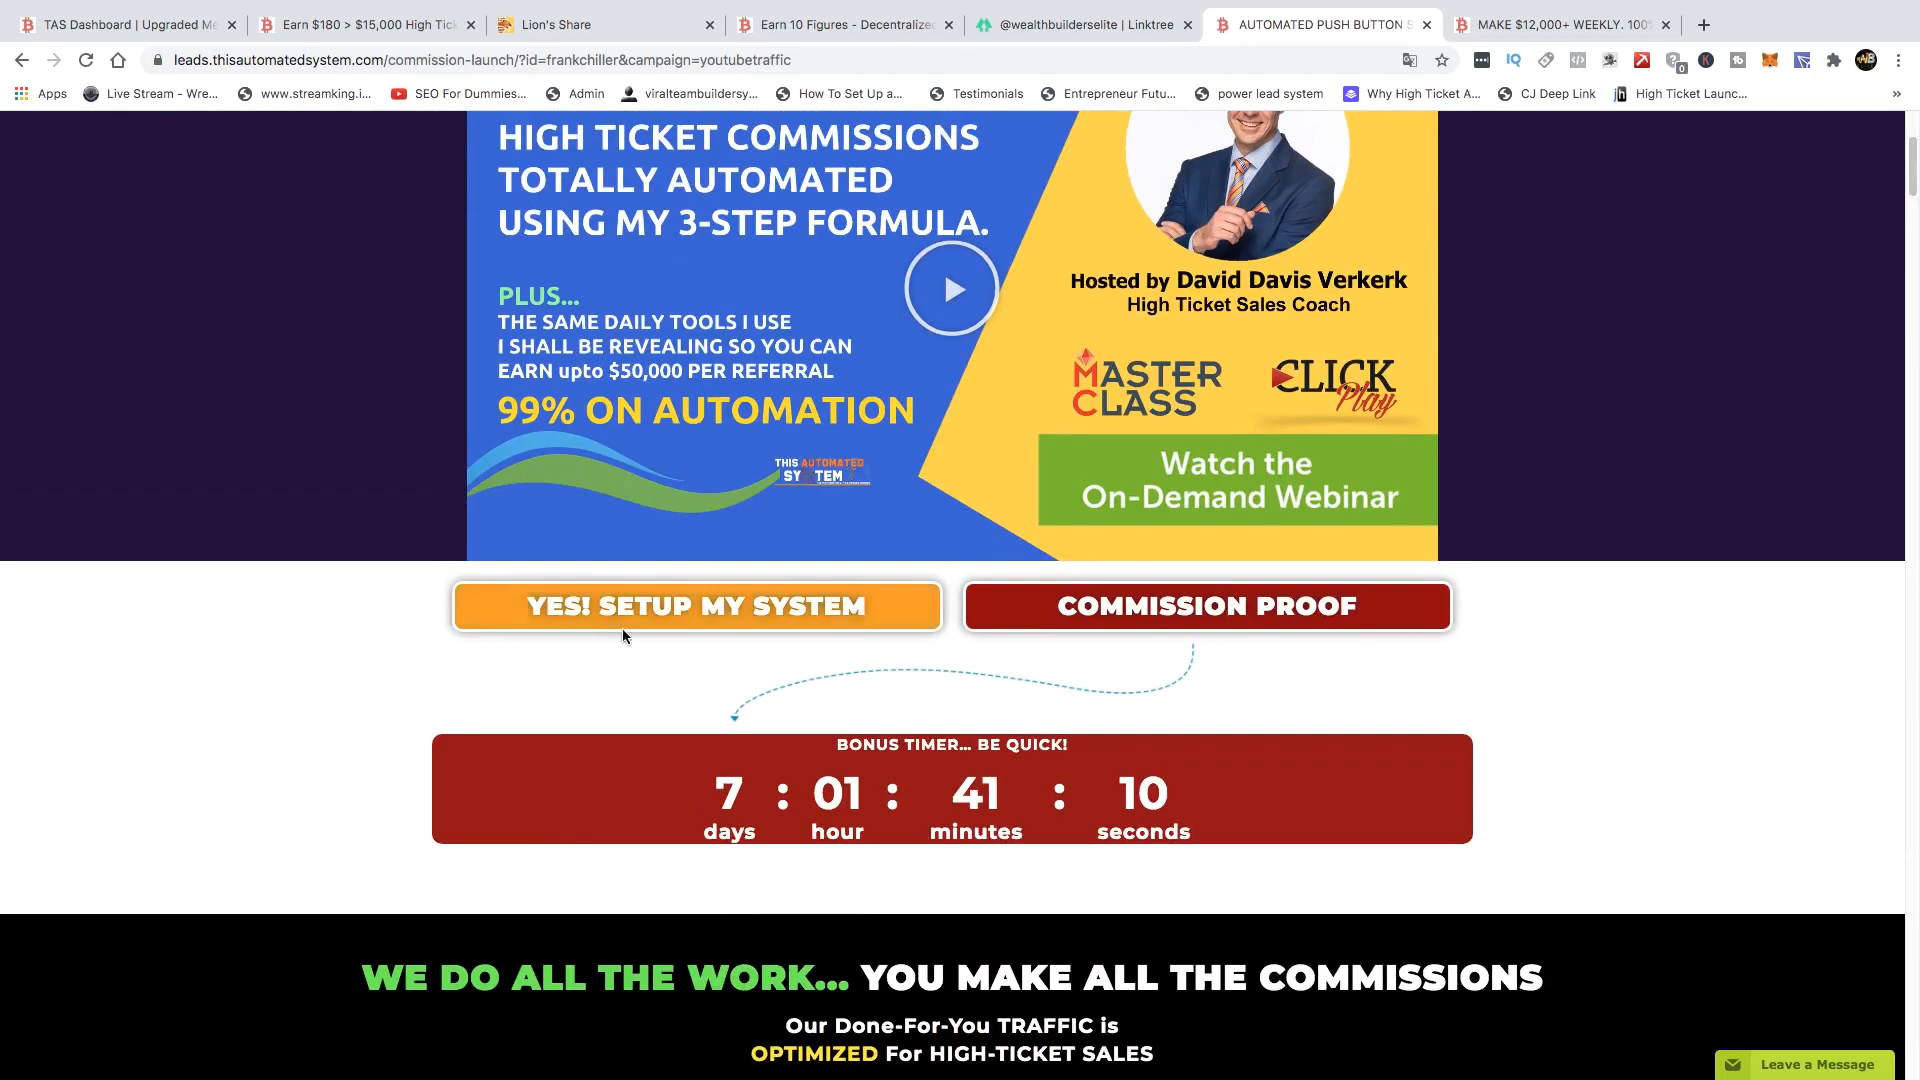 TAS Dashboard | Upgraded Me
Earn $180 > $15,000 High Tick
Lion's Share
Earn 10 Figures - Decentralized
@wealthbuilderselite | Linktree
AUTOMATED PUSH BUTTON S
MAKE $12,000+ WEEKLY. 100%
leads.thisautomatedsystem.com/commission-launch/?id=frankchiller&campaign=youtubetraffic
Apps
Live Stream - Wre...
www.streamking.i...
SEO For Dummies...
Admin
viralteambuildersy...
How To Set Up a...
Testimonials
Entrepreneur Futu...
power lead system
Why High Ticket A...
CJ Deep Link
High Ticket Launc...
HIGH TICKET COMMISSIONS
TOTALLY AUTOMATED
USING MY 3-STEP FORMULA.
PLUS...
THE SAME DAILY TOOLS I USE
I SHALL BE REVEALING SO YOU CAN
EARN upto $50,000 PER REFERRAL
99% ON AUTOMATION
THIS AUTOMATED
SY TEM
Hosted by David Davis Verkerk
High Ticket Sales Coach
MASTER
CLASS
CLICK
Play
Watch the
On-Demand Webinar
YES! SETUP MY SYSTEM
COMMISSION PROOF
BONUS TIMER... BE QUICK!
7 : 01 : 41 : 10
days hour minutes seconds
WE DO ALL THE WORK... YOU MAKE ALL THE COMMISSIONS
Our Done-For-You TRAFFIC is
OPTIMIZED For HIGH-TICKET SALES
Leave a Message